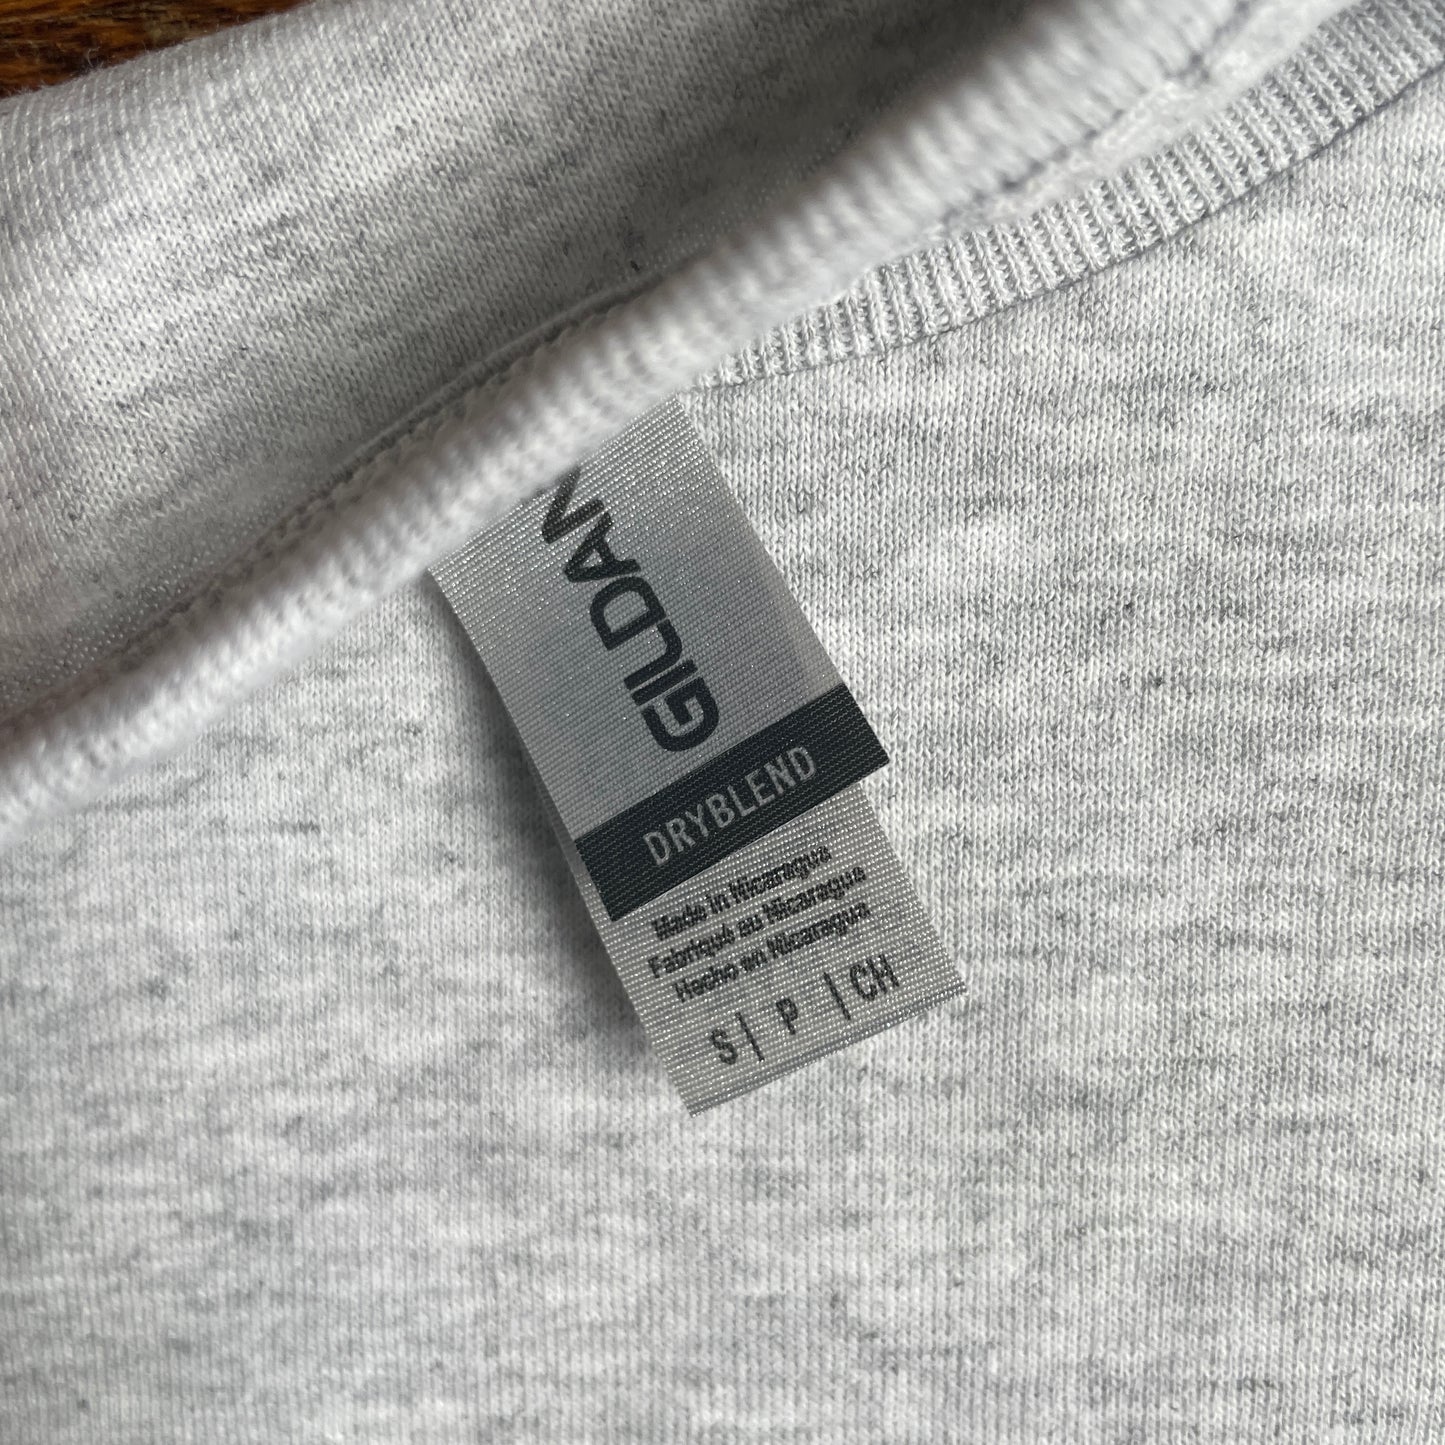 GILDAN
DRYBLEND
Made in Nicaragua
Fabriqué au Nicaragua
Hecho en Nicaragua
S | P | CH